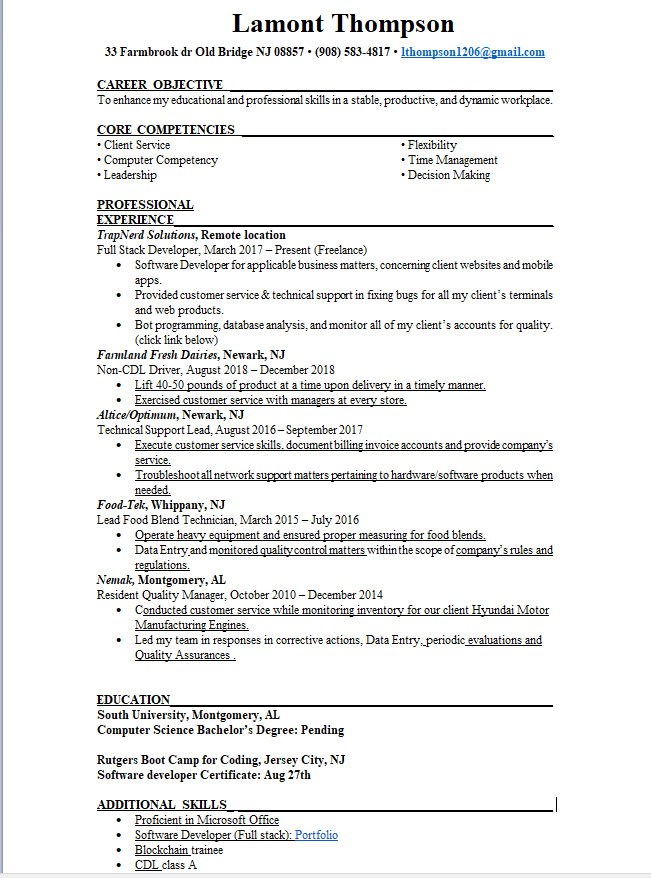 Lamont Thompson
33 Farmbrook dr Old Bridge NJ 08857 • (908) 583-4817 • lthompson1206@gmail.com
CAREER OBJECTIVE
To enhance my educational and professional skills in a stable, productive, and dynamic workplace.
CORE COMPETENCIES
• Client Service
• Flexibility
• Computer Competency
• Time Management
• Leadership
• Decision Making
PROFESSIONAL
EXPERIENCE
TrapNerd Solutions, Remote location
Full Stack Developer, March 2017 – Present (Freelance)
• Software Developer for applicable business matters, concerning client websites and mobile
apps.
• Provided customer service & technical support in fixing bugs for all my client’s terminals
and web products.
• Bot programming, database analysis, and monitor all of my client’s accounts for quality.
(click link below)
Farmland Fresh Dairies, Newark, NJ
Non-CDL Driver, August 2018 – December 2018
• Lift 40-50 pounds of product at a time upon delivery in a timely manner.
• Exercised customer service with managers at every store.
Altice/Optimum, Newark, NJ
Technical Support Lead, August 2016 – September 2017
• Execute customer service skills, document billing invoice accounts and provide company’s
service.
• Troubleshoot all network support matters pertaining to hardware/software products when
needed.
Food-Tek, Whippany, NJ
Lead Food Blend Technician, March 2015 – July 2016
• Operate heavy equipment and ensured proper measuring for food blends.
• Data Entry and monitored quality control matters within the scope of company’s rules and
regulations.
Nemak, Montgomery, AL
Resident Quality Manager, October 2010 – December 2014
• Conducted customer service while monitoring inventory for our client Hyundai Motor
Manufacturing Engines.
• Led my team in responses in corrective actions, Data Entry, periodic evaluations and
Quality Assurances .
EDUCATION
South University, Montgomery, AL
Computer Science Bachelor’s Degree: Pending
Rutgers Boot Camp for Coding, Jersey City, NJ
Software developer Certificate: Aug 27th
ADDITIONAL SKILLS
• Proficient in Microsoft Office
• Software Developer (Full stack): Portfolio
• Blockchain trainee
• CDL class A